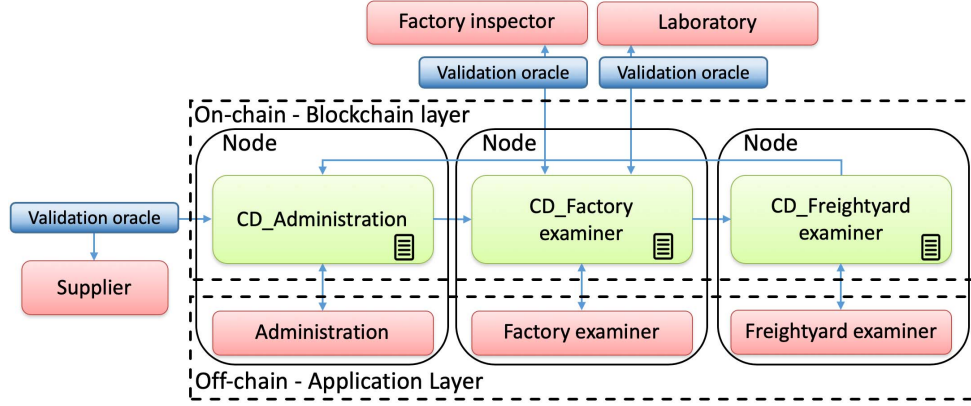 Factory inspector
Laboratory
Validation oracle
Validation oracle
On-chain - Blockchain layer
Node
Node
Node
Validation oracle
CD_Administration
CD_Factory
examiner
CD_Freightyard
examiner
Supplier
Administration
Factory examiner
Freightyard examiner
Off-chain - Application Layer